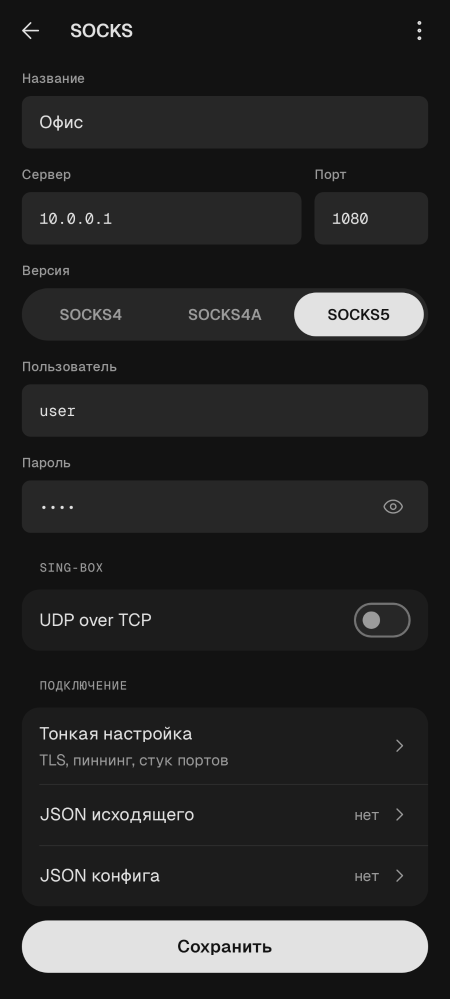 SOCKS
Название
Офис
Сервер Порт
10.0.0.1 1080
Версия
SOCKS4 SOCKS4A SOCKS5
Пользователь
user
Пароль
••••
SING-BOX
UDP over TCP
ПОДКЛЮЧЕНИЕ
Тонкая настройка
TLS, пиннинг, стук портов
JSON исходящего нет
JSON конфига нет
Сохранить